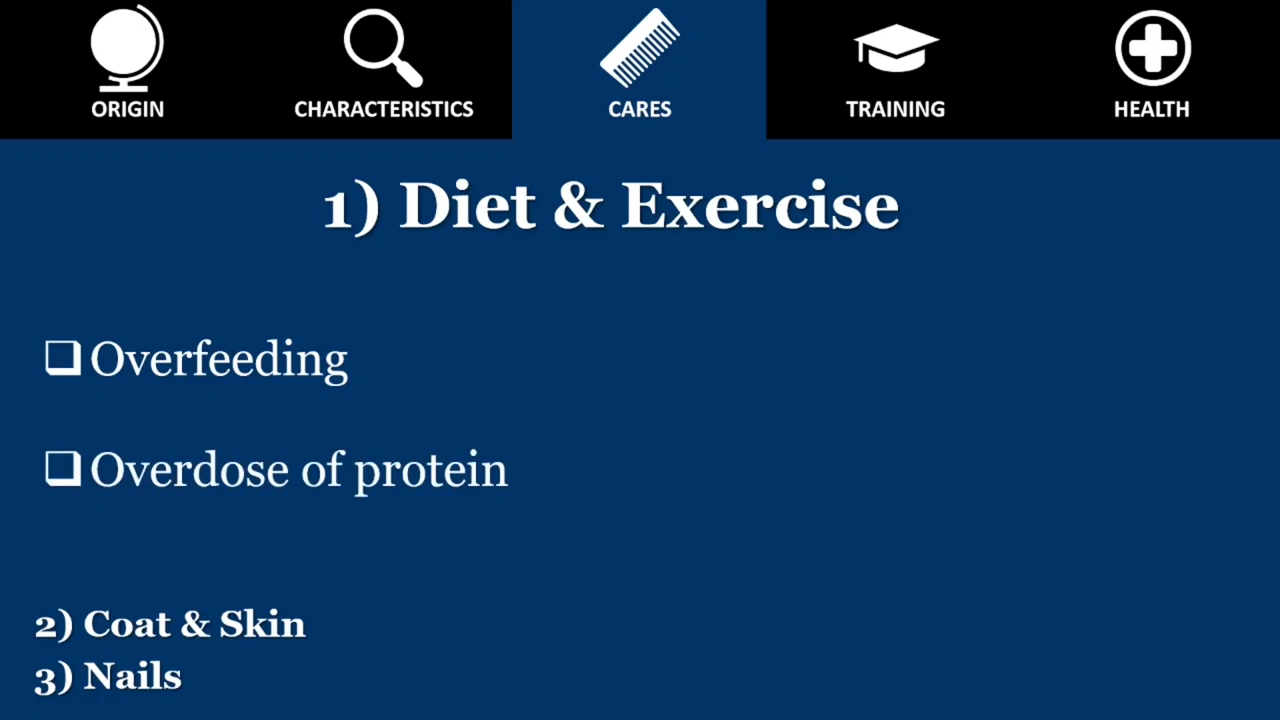 ORIGIN
CHARACTERISTICS
CARES
TRAINING
HEALTH
1) Diet & Exercise
Overfeeding
Overdose of protein
2) Coat & Skin
3) Nails